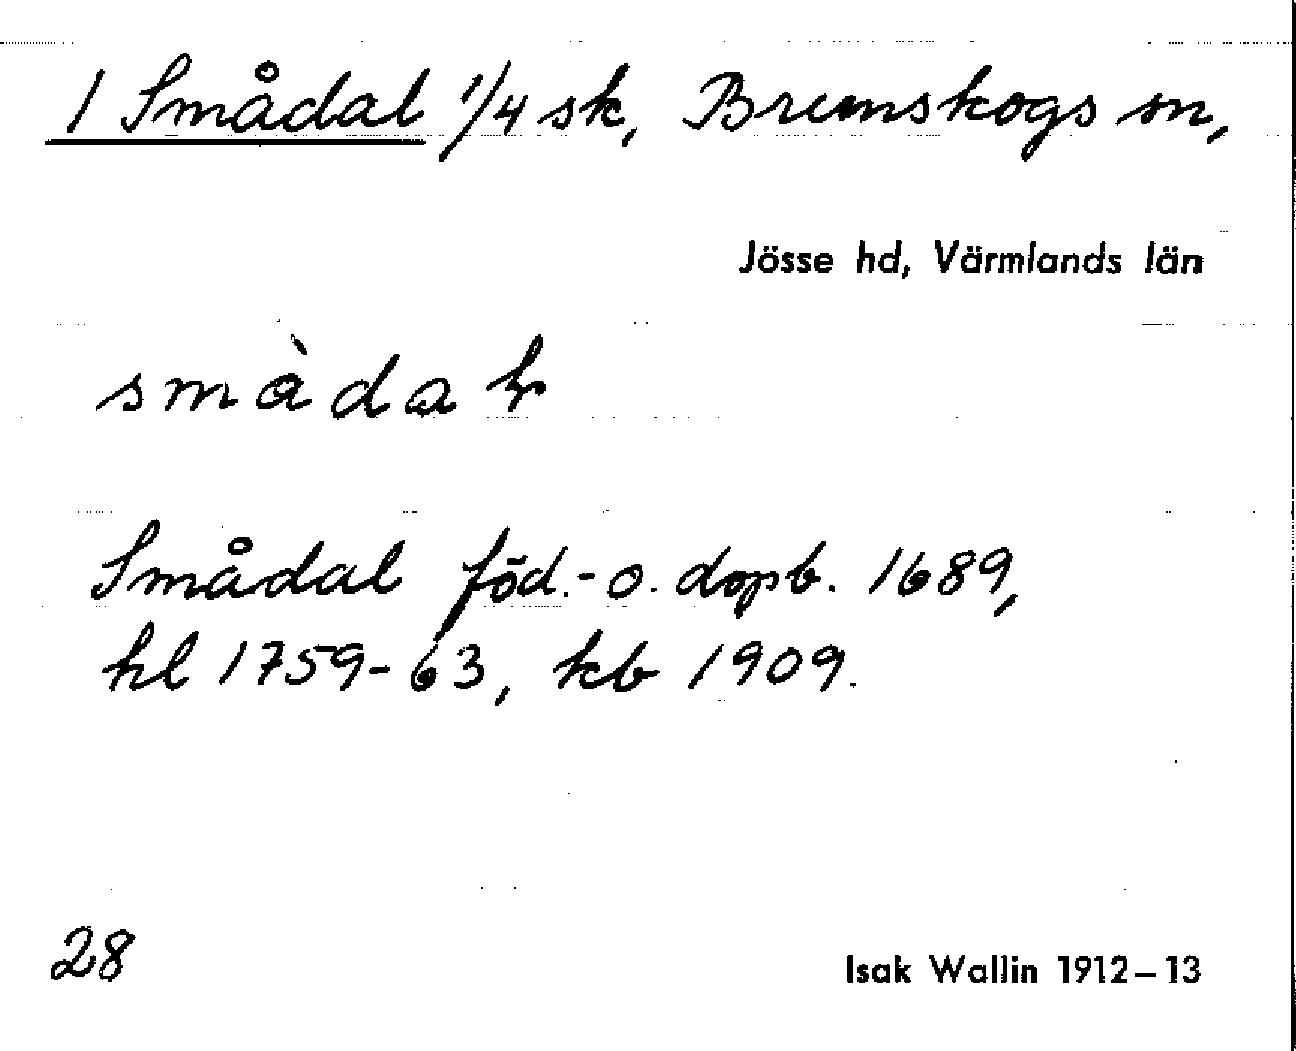 1 Smådal 1/4 sk, Brunskogs sn,
Jösse hd, Värmlands län
Smådal föd.- o. dopb. 1689,
hl 1759-63, kb 1909.
28
Isak Wallin 1912–13